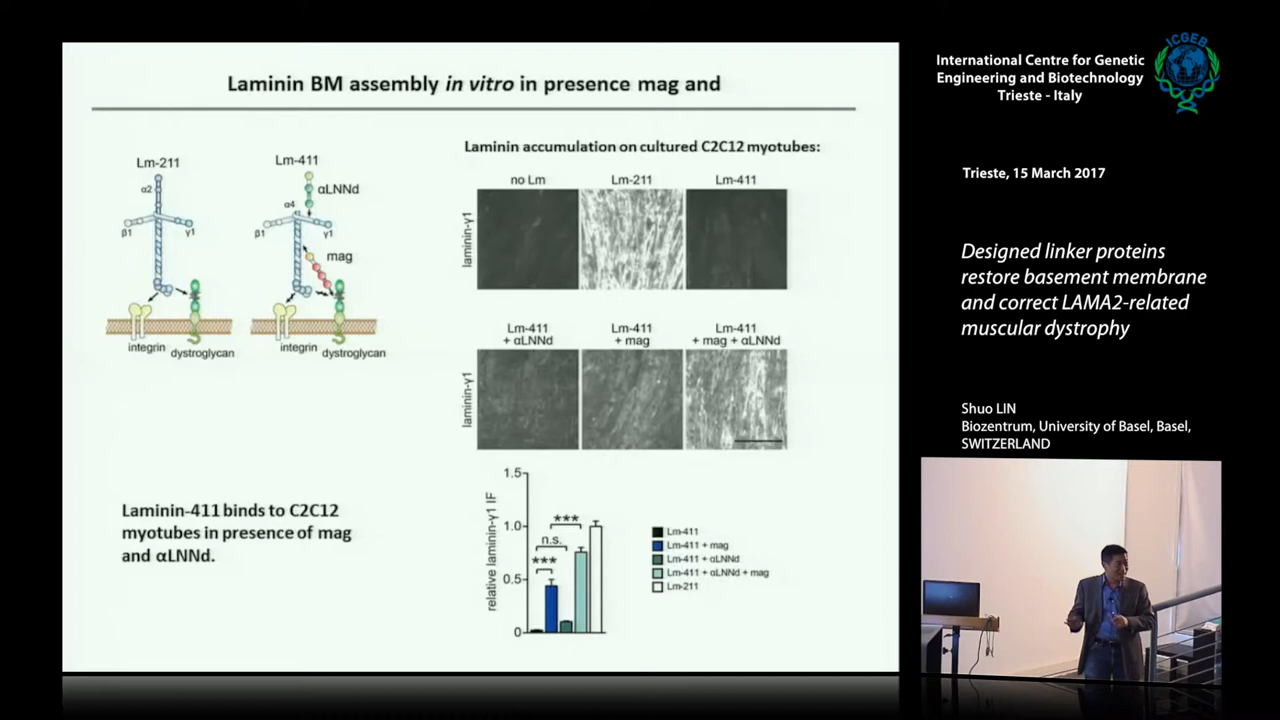 Laminin BM assembly in vitro in presence mag and
Lm-211
α2
β1
γ1
integrin
dystroglycan
Lm-411
αLNNd
α4
β1
γ1
mag
integrin
dystroglycan
Laminin accumulation on cultured C2C12 myotubes:
no Lm
Lm-211
Lm-411
laminin-γ1
Lm-411
+ αLNNd
Lm-411
+ mag
Lm-411
+ mag + αLNNd
laminin-γ1
Laminin-411 binds to C2C12
myotubes in presence of mag
and αLNNd.
relative laminin-γ1 IF
1.5
1.0
0.5
0
***
n.s.
***
Lm-411
Lm-411 + mag
Lm-411 + αLNNd
Lm-411 + αLNNd + mag
Lm-211
International Centre for Genetic
Engineering and Biotechnology
Trieste - Italy
ICGEB
Trieste, 15 March 2017
Designed linker proteins
restore basement membrane
and correct LAMA2-related
muscular dystrophy
Shuo LIN
Biozentrum, University of Basel, Basel,
SWITZERLAND